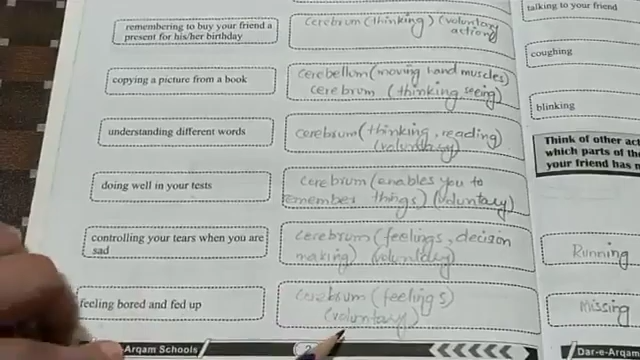 remembering to buy your friend a
present for his/her birthday
cerebrum (thinking) (voluntary
action)
copying a picture from a book
cerebellum (moving hand muscles)
cerebrum (thinking, seeing)
understanding different words
cerebrum (thinking, reading)
(voluntary)
doing well in your tests
cerebrum (enables you to
remember things) (voluntary)
controlling your tears when you are
sad
cerebrum (feelings, decision
making) (voluntary)
feeling bored and fed up
cerebrum (feelings)
(voluntary)
-Arqam Schools
2
talking to your friend
coughing
blinking
Think of other act
which parts of the
your friend has n
Running
Missing
Dar-e-Arqam